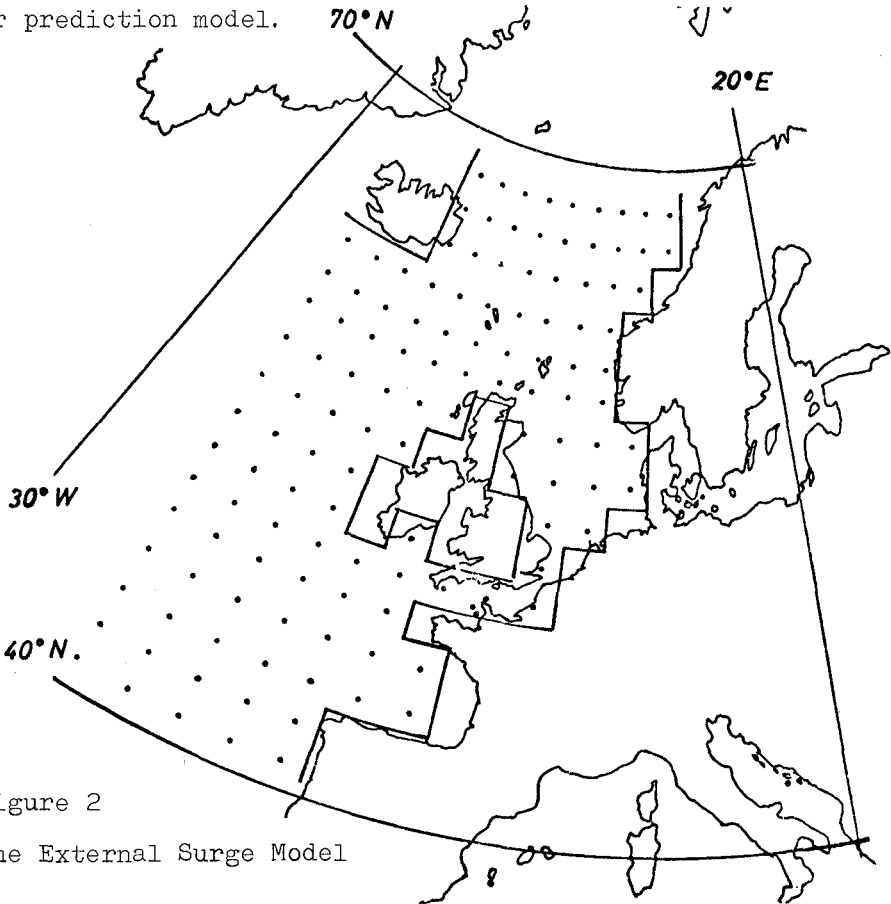 r prediction model.
70°N
20°E
30°W
40°N.
igure 2
he External Surge Model